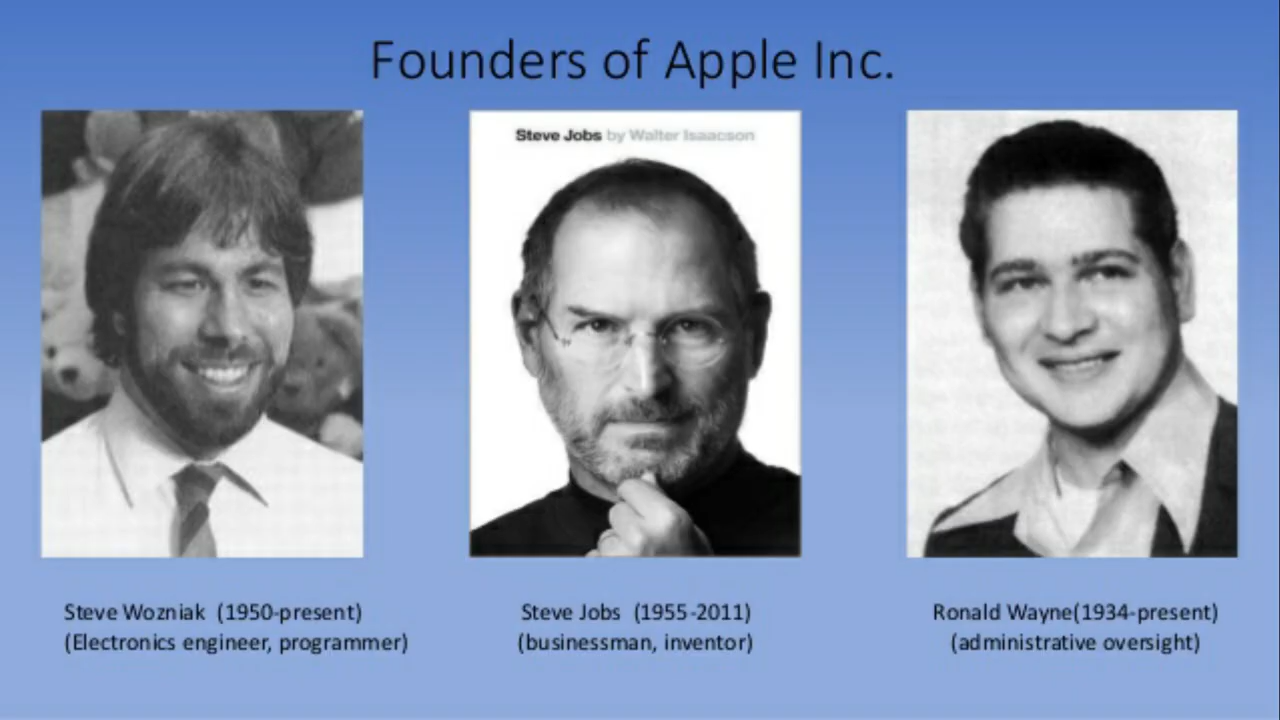 Founders of Apple Inc.
Steve Jobs by Walter Isaacson
Steve Wozniak (1950-present)
(Electronics engineer, programmer)
Steve Jobs (1955-2011)
(businessman, inventor)
Ronald Wayne(1934-present)
(administrative oversight)